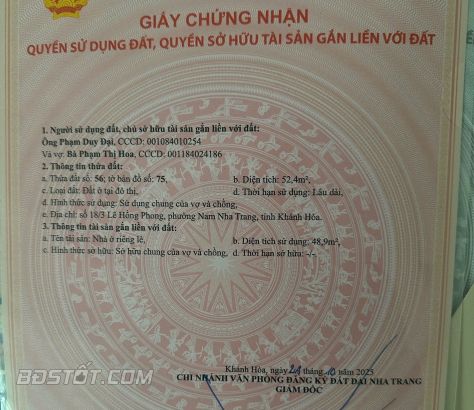 GIẤY CHỨNG NHẬN
QUYỀN SỬ DỤNG ĐẤT, QUYỀN SỞ HỮU TÀI SẢN GẮN LIỀN VỚI ĐẤT
1. Người sử dụng đất, chủ sở hữu tài sản gắn liền với đất:
Ông Phạm Duy Đại, CCCD: 001084010254
Và vợ: Bà Phạm Thị Hoa, CCCD: 001184024186
2. Thông tin thửa đất:
a. Thửa đất số: 56; tờ bản đồ số: 75, b. Diện tích: 52,4m²,
c. Loại đất: Đất ở tại đô thị, d. Thời hạn sử dụng: Lâu dài,
đ. Hình thức sử dụng: Sử dụng chung của vợ và chồng,
e. Địa chỉ: số 18/3 Lê Hồng Phong, phường Nam Nha Trang, tỉnh Khánh Hòa.
3. Thông tin tài sản gắn liền với đất:
a. Tên tài sản: Nhà ở riêng lẻ, b. Diện tích sử dụng: 48,9m²,
c. Hình thức sở hữu: Sở hữu chung của vợ và chồng, d. Thời hạn sở hữu: -/-
Khánh Hòa, ngày tháng 10 năm 2025
CHI NHÁNH VĂN PHÒNG ĐĂNG KÝ ĐẤT ĐAI NHA TRANG
GIÁM ĐỐC
BĐSTỐT.COM